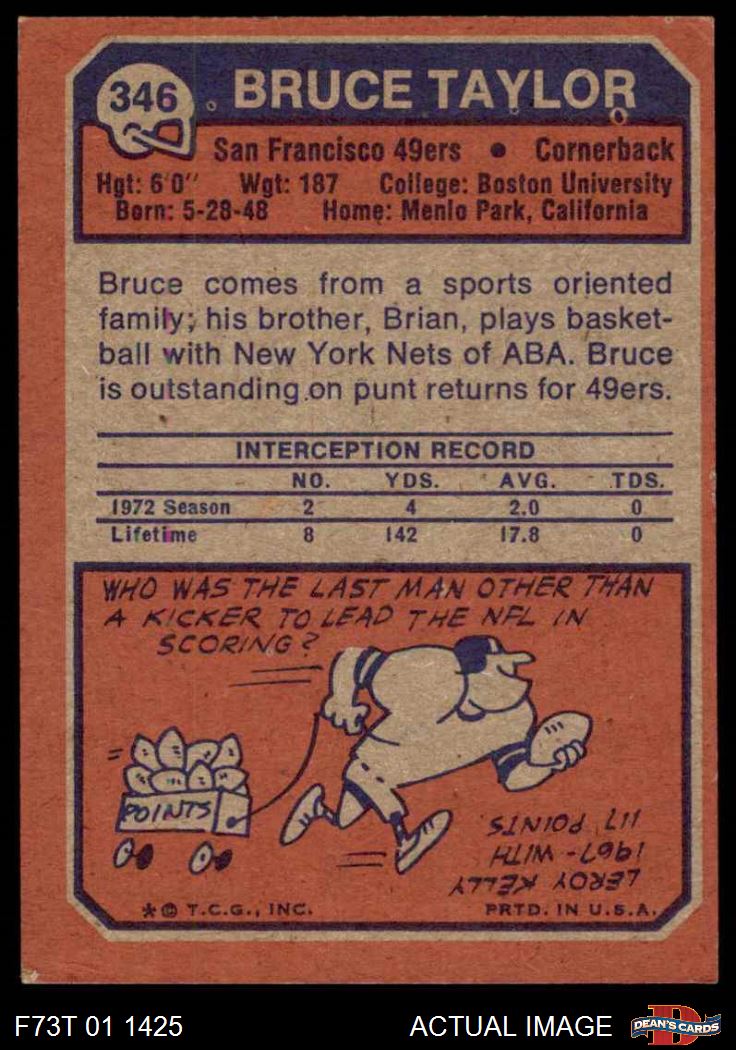 346
BRUCE TAYLOR
San Francisco 49ers • Cornerback
Hgt: 6'0" Wgt: 187 College: Boston University
Born: 5-28-48 Home: Menlo Park, California
Bruce comes from a sports oriented
family; his brother, Brian, plays basket-
ball with New York Nets of ABA. Bruce
is outstanding on punt returns for 49ers.
INTERCEPTION RECORD
NO. YDS. AVG. TDS.
1972 Season 2 4 2.0 0
Lifetime 8 142 17.8 0
WHO WAS THE LAST MAN OTHER THAN
A KICKER TO LEAD THE NFL IN
SCORING?
POINTS
LEROY KELLY
1967 - WITH
117 POINTS
*© T.C.G., INC. PRTD. IN U.S.A.
F73T 01 1425 ACTUAL IMAGE DEAN'S CARDS